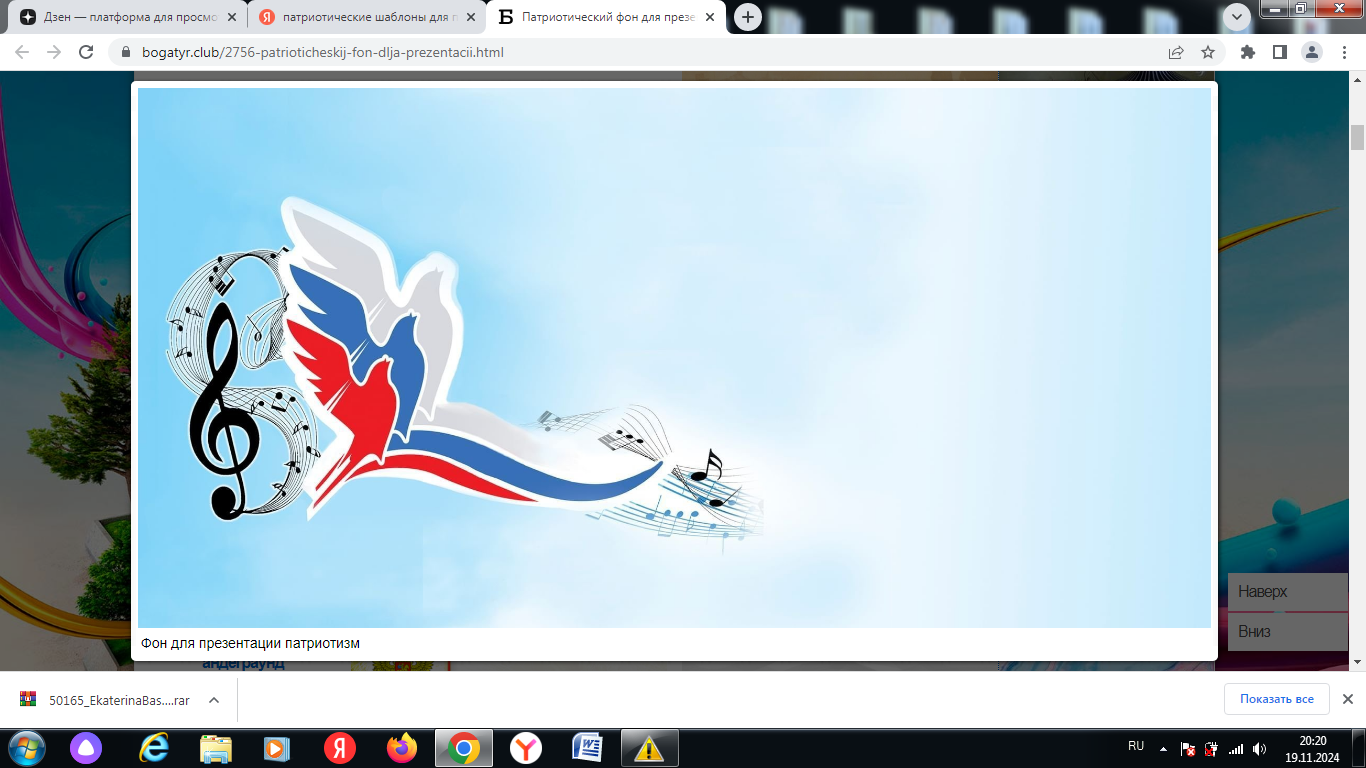 Дзен — платформа для просмо
патриотические шаблоны для п
Б Патриотический фон для презе
bogatyr.club/2756-patrioticheskij-fon-dlja-prezentacii.html
Наверх
Вниз
Фон для презентации патриотизм
андеграунд
50165_EkaterinaBas....rar
Показать все
RU
20:20
19.11.2024